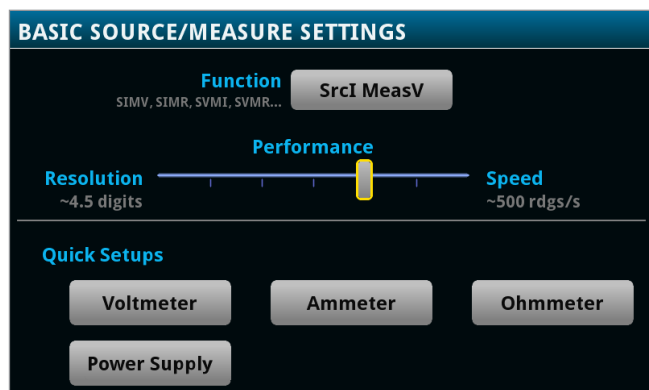 BASIC SOURCE/MEASURE SETTINGS
Function
SIMV, SIMR, SVMI, SVMR...
SrcI MeasV
Performance
Resolution
~4.5 digits
Speed
~500 rdgs/s
Quick Setups
Voltmeter
Ammeter
Ohmmeter
Power Supply